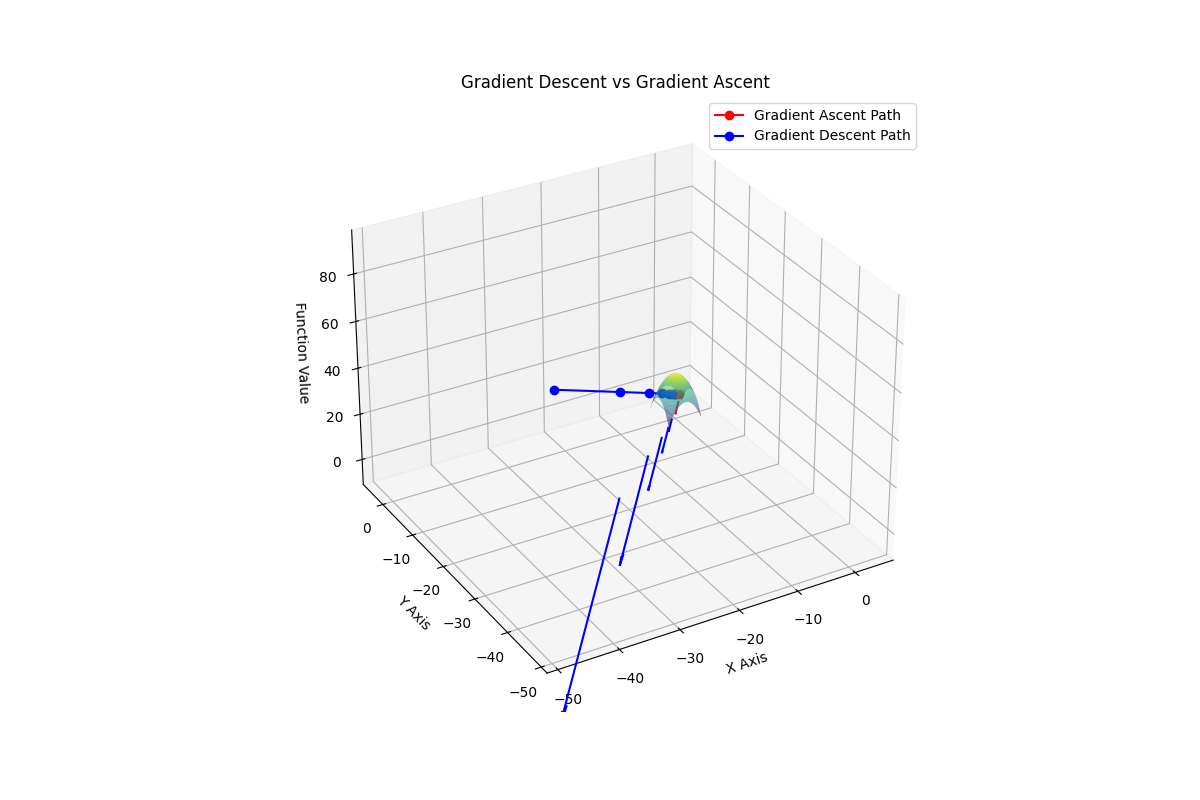 Gradient Descent vs Gradient Ascent
Gradient Ascent Path
Gradient Descent Path
80
60
40
20
0
Function Value
0
−10
−20
−30
−40
−50
Y Axis
−50
−40
−30
−20
−10
0
X Axis